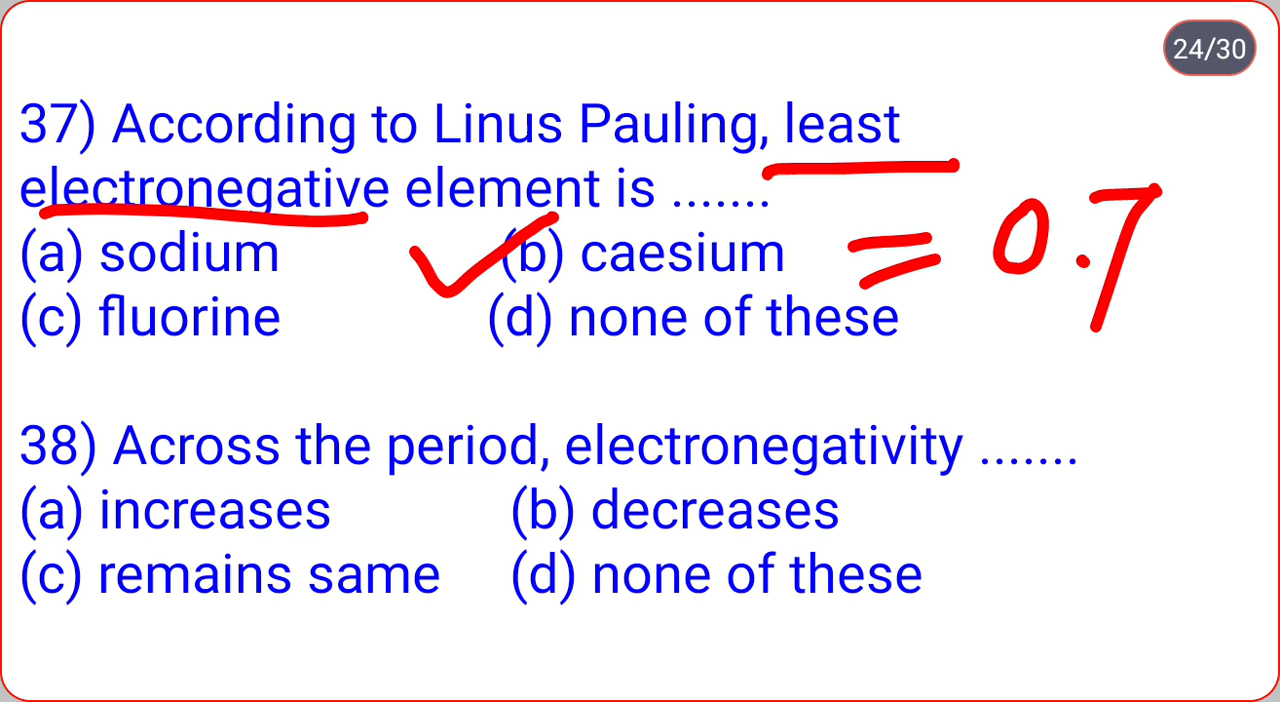 24/30
37) According to Linus Pauling, least
electronegative element is .......
(a) sodium (b) caesium = 0.7
(c) fluorine (d) none of these
38) Across the period, electronegativity .......
(a) increases (b) decreases
(c) remains same (d) none of these